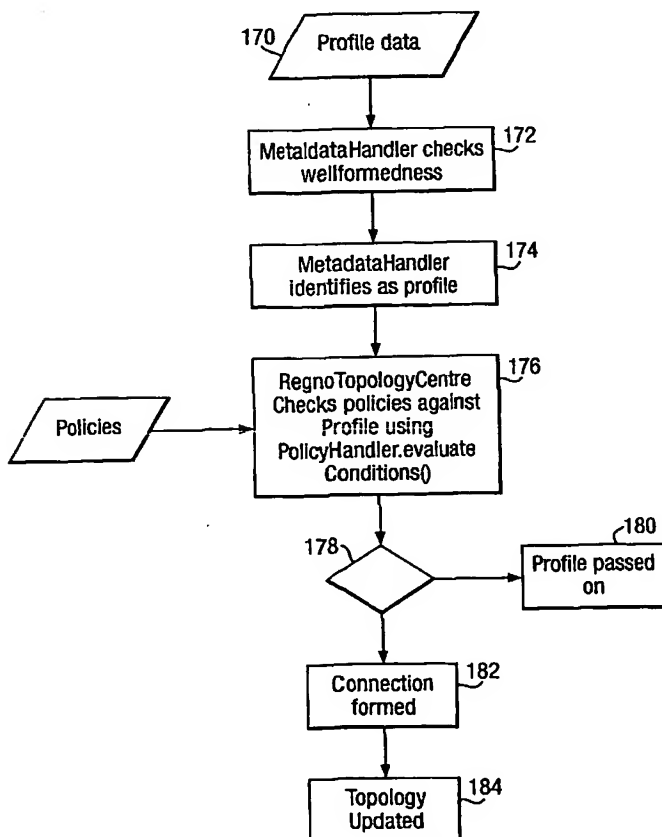 170
Profile data
MetaldataHandler checks
wellformedness
172
MetadataHandler
identifies as profile
174
RegnoTopologyCentre
Checks policies against
Profile using
PolicyHandler.evaluate
Conditions()
176
Policies
178
180
Profile passed
on
Connection
formed
182
Topology
Updated
184